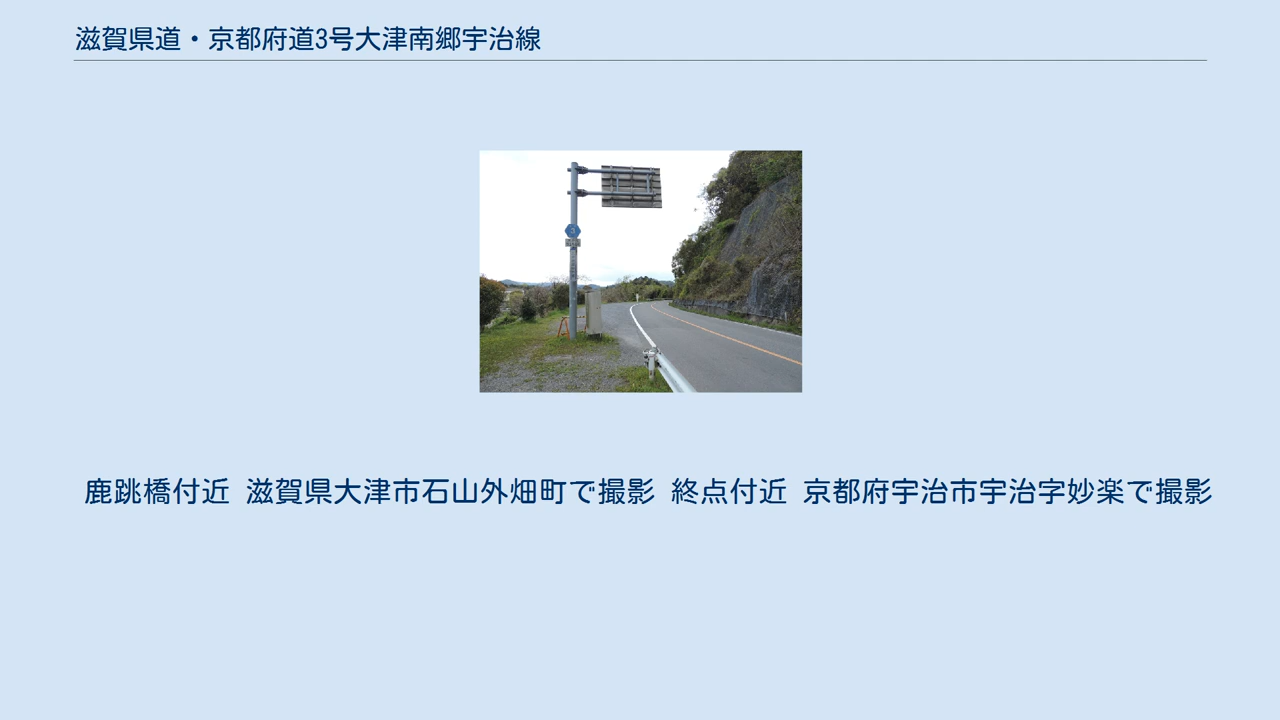 滋賀県道・京都府道3号大津南郷宇治線
3
鹿跳橋付近 滋賀県大津市石山外畑町で撮影 終点付近 京都府宇治市宇治字妙楽で撮影